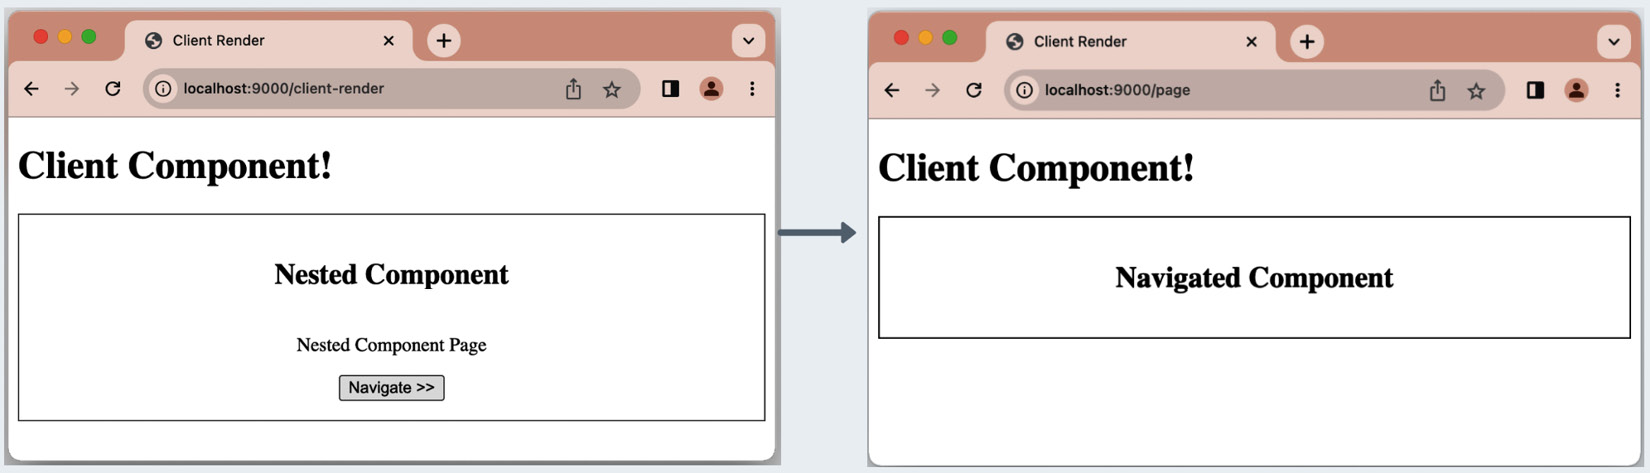 Client Render
localhost:9000/client-render
Client Component!
Nested Component
Nested Component Page
Navigate >>
Client Render
localhost:9000/page
Client Component!
Navigated Component